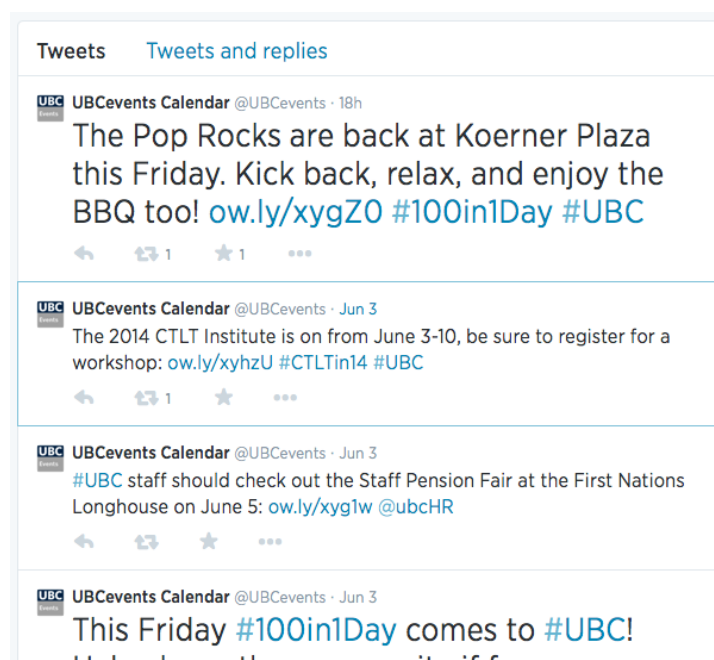 Tweets Tweets and replies
UBC Events UBCevents Calendar @UBCevents · 18h
The Pop Rocks are back at Koerner Plaza
this Friday. Kick back, relax, and enjoy the
BBQ too! ow.ly/xygZ0 #100in1Day #UBC
1 1
UBC Events UBCevents Calendar @UBCevents · Jun 3
The 2014 CTLT Institute is on from June 3-10, be sure to register for a
workshop: ow.ly/xyhzU #CTLTin14 #UBC
1
UBC Events UBCevents Calendar @UBCevents · Jun 3
#UBC staff should check out the Staff Pension Fair at the First Nations
Longhouse on June 5: ow.ly/xyg1w @ubcHR
UBC Events UBCevents Calendar @UBCevents · Jun 3
This Friday #100in1Day comes to #UBC!